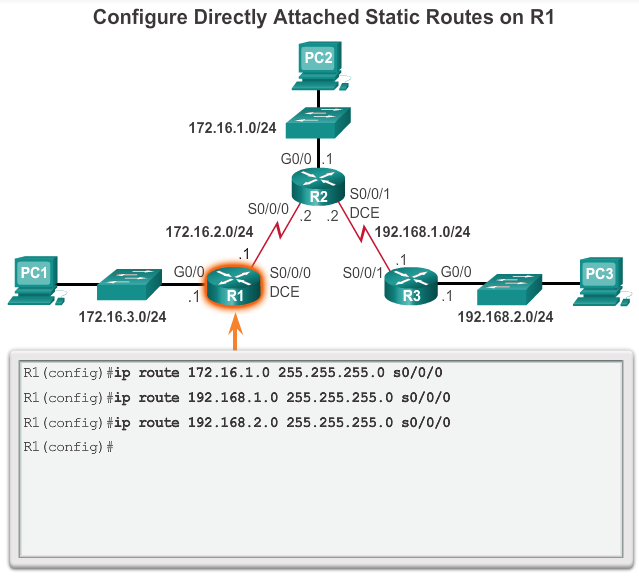 Configure Directly Attached Static Routes on R1
PC2
172.16.1.0/24
G0/0 .1
R2
S0/0/0 .2
.2 S0/0/1
DCE
172.16.2.0/24
192.168.1.0/24
PC1
G0/0
.1
.1
S0/0/0
DCE
R1
172.16.3.0/24
.1
S0/0/1
R3
G0/0
.1
PC3
192.168.2.0/24
R1(config)#ip route 172.16.1.0 255.255.255.0 s0/0/0
R1(config)#ip route 192.168.1.0 255.255.255.0 s0/0/0
R1(config)#ip route 192.168.2.0 255.255.255.0 s0/0/0
R1(config)#